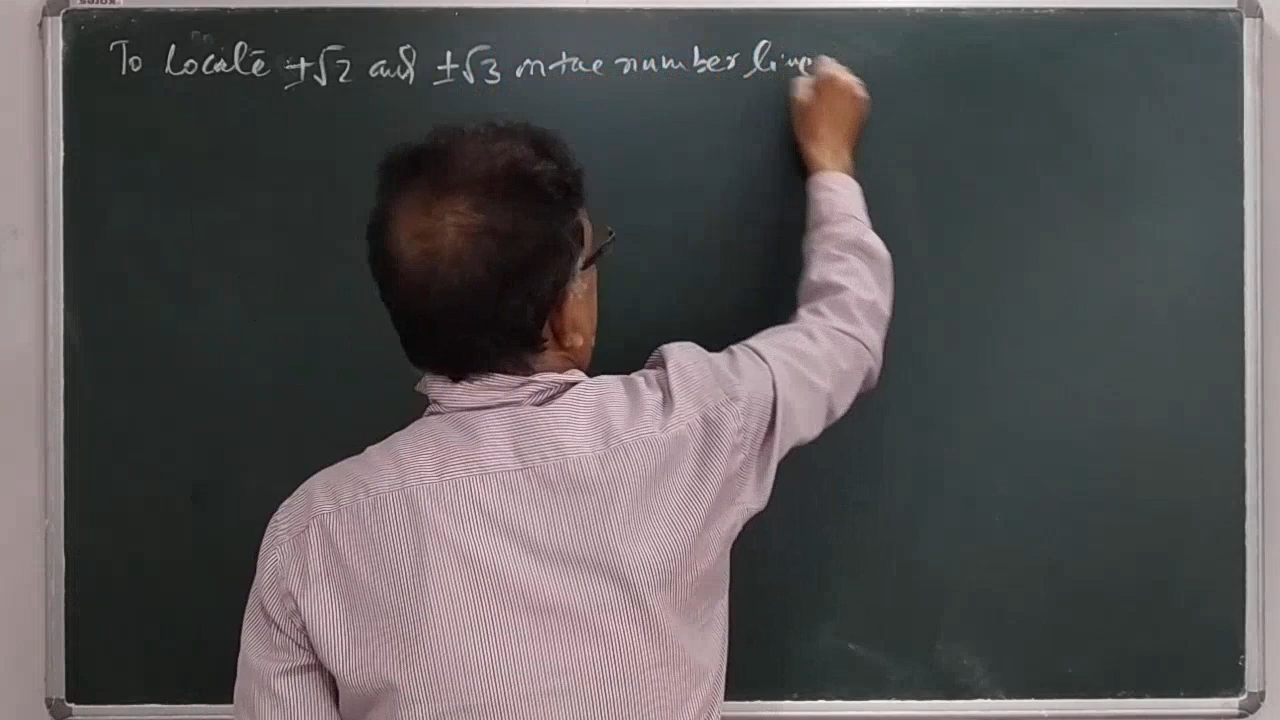 To Locate ±√2 and ±√3 on the number line